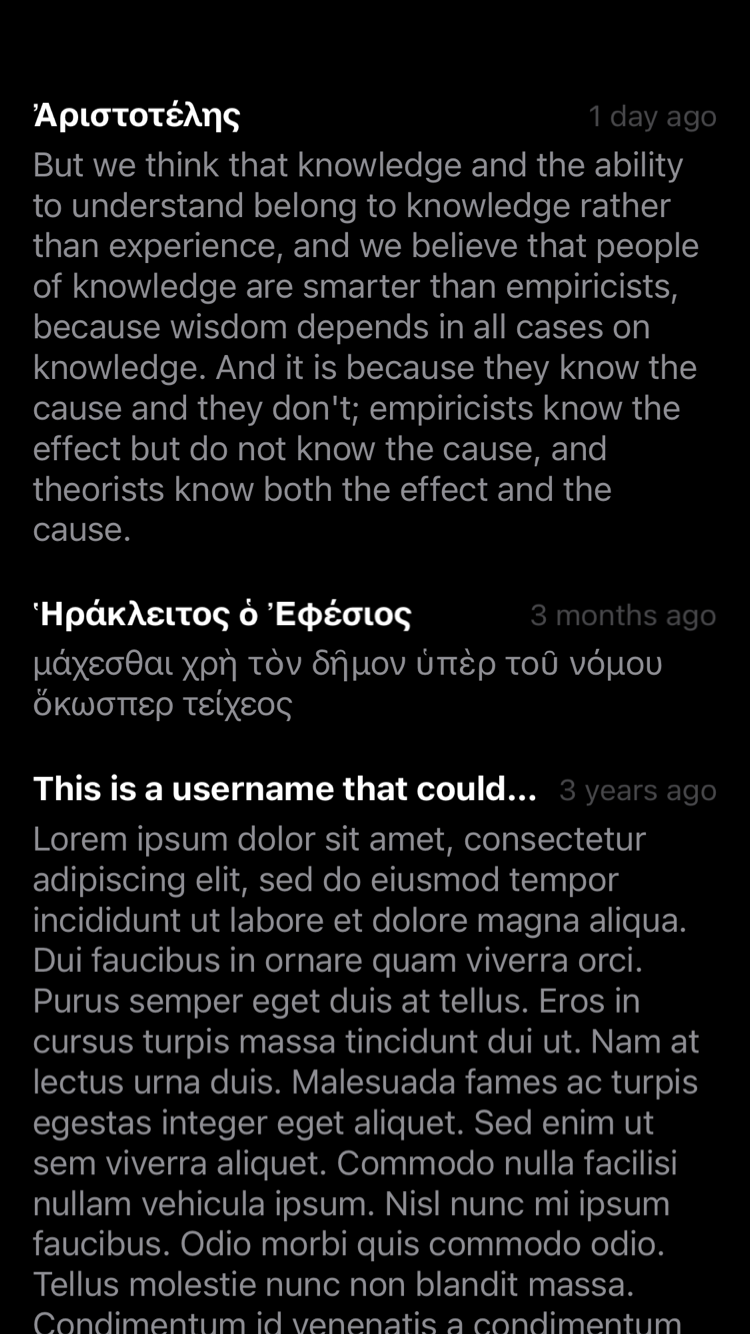 Ἀριστοτέλης
1 day ago
But we think that knowledge and the ability
to understand belong to knowledge rather
than experience, and we believe that people
of knowledge are smarter than empiricists,
because wisdom depends in all cases on
knowledge. And it is because they know the
cause and they don't; empiricists know the
effect but do not know the cause, and
theorists know both the effect and the
cause.
Ἡράκλειτος ὁ Ἐφέσιος
3 months ago
μάχεσθαι χρὴ τὸν δῆμον ὑπὲρ τοῦ νόμου
ὅκωσπερ τείχεος
This is a username that could...
3 years ago
Lorem ipsum dolor sit amet, consectetur
adipiscing elit, sed do eiusmod tempor
incididunt ut labore et dolore magna aliqua.
Dui faucibus in ornare quam viverra orci.
Purus semper eget duis at tellus. Eros in
cursus turpis massa tincidunt dui ut. Nam at
lectus urna duis. Malesuada fames ac turpis
egestas integer eget aliquet. Sed enim ut
sem viverra aliquet. Commodo nulla facilisi
nullam vehicula ipsum. Nisl nunc mi ipsum
faucibus. Odio morbi quis commodo odio.
Tellus molestie nunc non blandit massa.
Condimentum id venenatis a condimentum